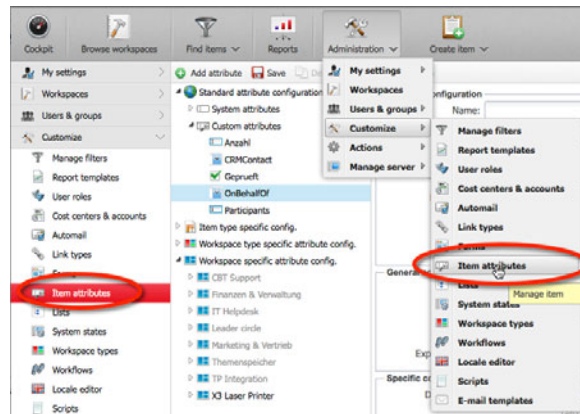 Cockpit
Browse workspaces
Find items
Reports
Administration
Create item
My settings
Workspaces
Users & groups
Customize
Manage filters
Report templates
User roles
Cost centers & accounts
Automail
Link types
Forms
Item attributes
Lists
System states
Workspace types
Workflows
Locale editor
Scripts
Add attribute
Save
Standard attribute configuration
System attributes
Custom attributes
Anzahl
CRMContact
Geprueft
OnBehalfOf
Participants
Item type specific config.
Workspace type specific attribute config.
Workspace specific attribute config.
CBT Support
Finanzen & Verwaltung
IT Helpdesk
Leader circle
Marketing & Vertrieb
Themenspeicher
TP Integration
X3 Laser Printer
My settings
Workspaces
Users & groups
Customize
Actions
Manage server
nfiguration
Name:
General
Exp
Specific co
D
Manage filters
Report templates
User roles
Cost centers & accounts
Automail
Link types
Forms
Item attributes
Manage item
Lists
System states
Workspace types
Workflows
Locale editor
Scripts
E-mail templates